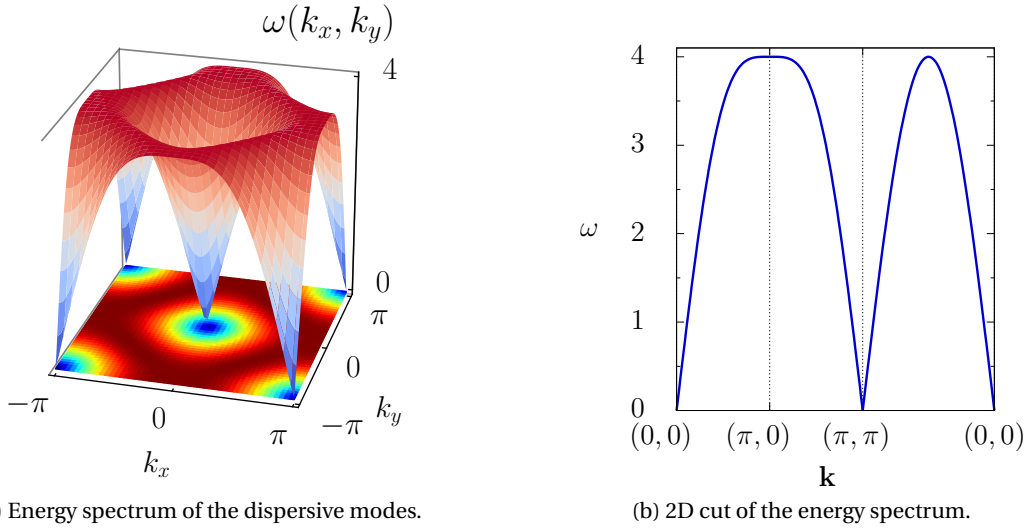 ω(k_x, k_y)
4
0
π
0
−π
k_y
−π
0
π
k_x
) Energy spectrum of the dispersive modes.
4
3
2
1
0
ω
(0, 0) (π, 0) (π, π) (0, 0)
k
(b) 2D cut of the energy spectrum.